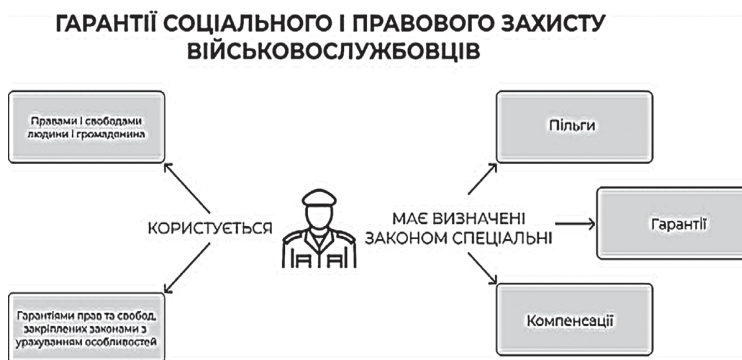 ГАРАНТІЇ СОЦІАЛЬНОГО І ПРАВОВОГО ЗАХИСТУ
ВІЙСЬКОВОСЛУЖБОВЦІВ
Правами і свободами
людини і громадянина
КОРИСТУЄТЬСЯ
Гарантіями прав та свобод,
закріплених законами з
урахуванням особливостей
МАЄ ВИЗНАЧЕНІ
ЗАКОНОМ СПЕЦІАЛЬНІ
Пільги
Гарантії
Компенсації